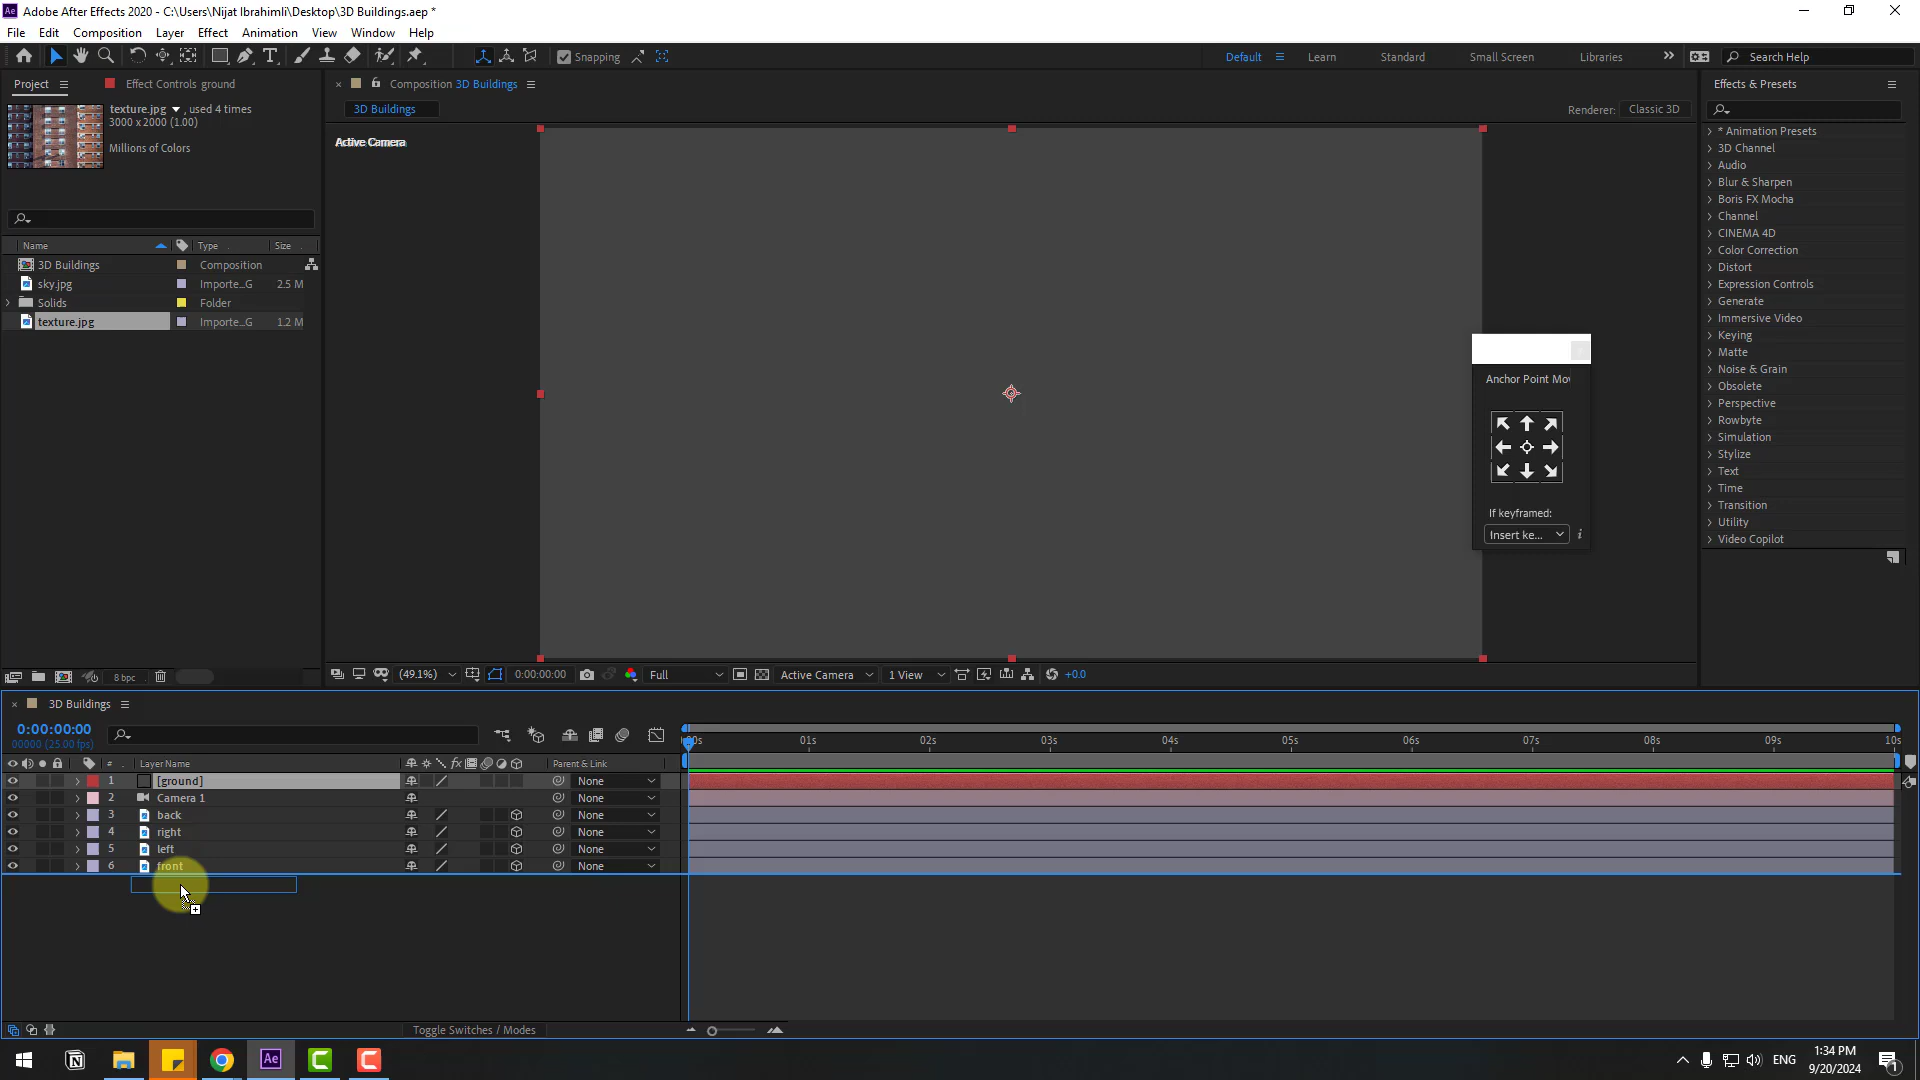 Adobe After Effects 2020 - C:\Users\Nijat Ibrahimli\Desktop\3D Buildings.aep *
File Edit Composition Layer Effect Animation View Window Help
Snapping Default Learn Standard Small Screen Libraries Search Help
Project Effect Controls ground Composition 3D Buildings Effects & Presets
texture.jpg , used 4 times
3000 x 2000 (1.00)
Millions of Colors
3D Buildings Renderer: Classic 3D
Active Camera
Name Type Size
3D Buildings Composition
sky.jpg Importe...G 2.5 M
Solids Folder
texture.jpg Importe...G 1.2 M
* Animation Presets
3D Channel
Audio
Blur & Sharpen
Boris FX Mocha
Channel
CINEMA 4D
Color Correction
Distort
Expression Controls
Generate
Immersive Video
Keying
Matte
Noise & Grain
Obsolete
Perspective
Rowbyte
Simulation
Stylize
Text
Time
Transition
Utility
Video Copilot
Anchor Point Mov
If keyframed:
Insert ke...
8 bpc (49.1%) 0:00:00:00 Full Active Camera 1 View +0.0
3D Buildings
0:00:00:00
00000 (25.00 fps)
:00s 01s 02s 03s 04s 05s 06s 07s 08s 09s 10s
# Layer Name Parent & Link
1 [ground] None
2 Camera 1 None
3 back None
4 right None
5 left None
6 front None
Toggle Switches / Modes
ENG 1:34 PM
9/20/2024